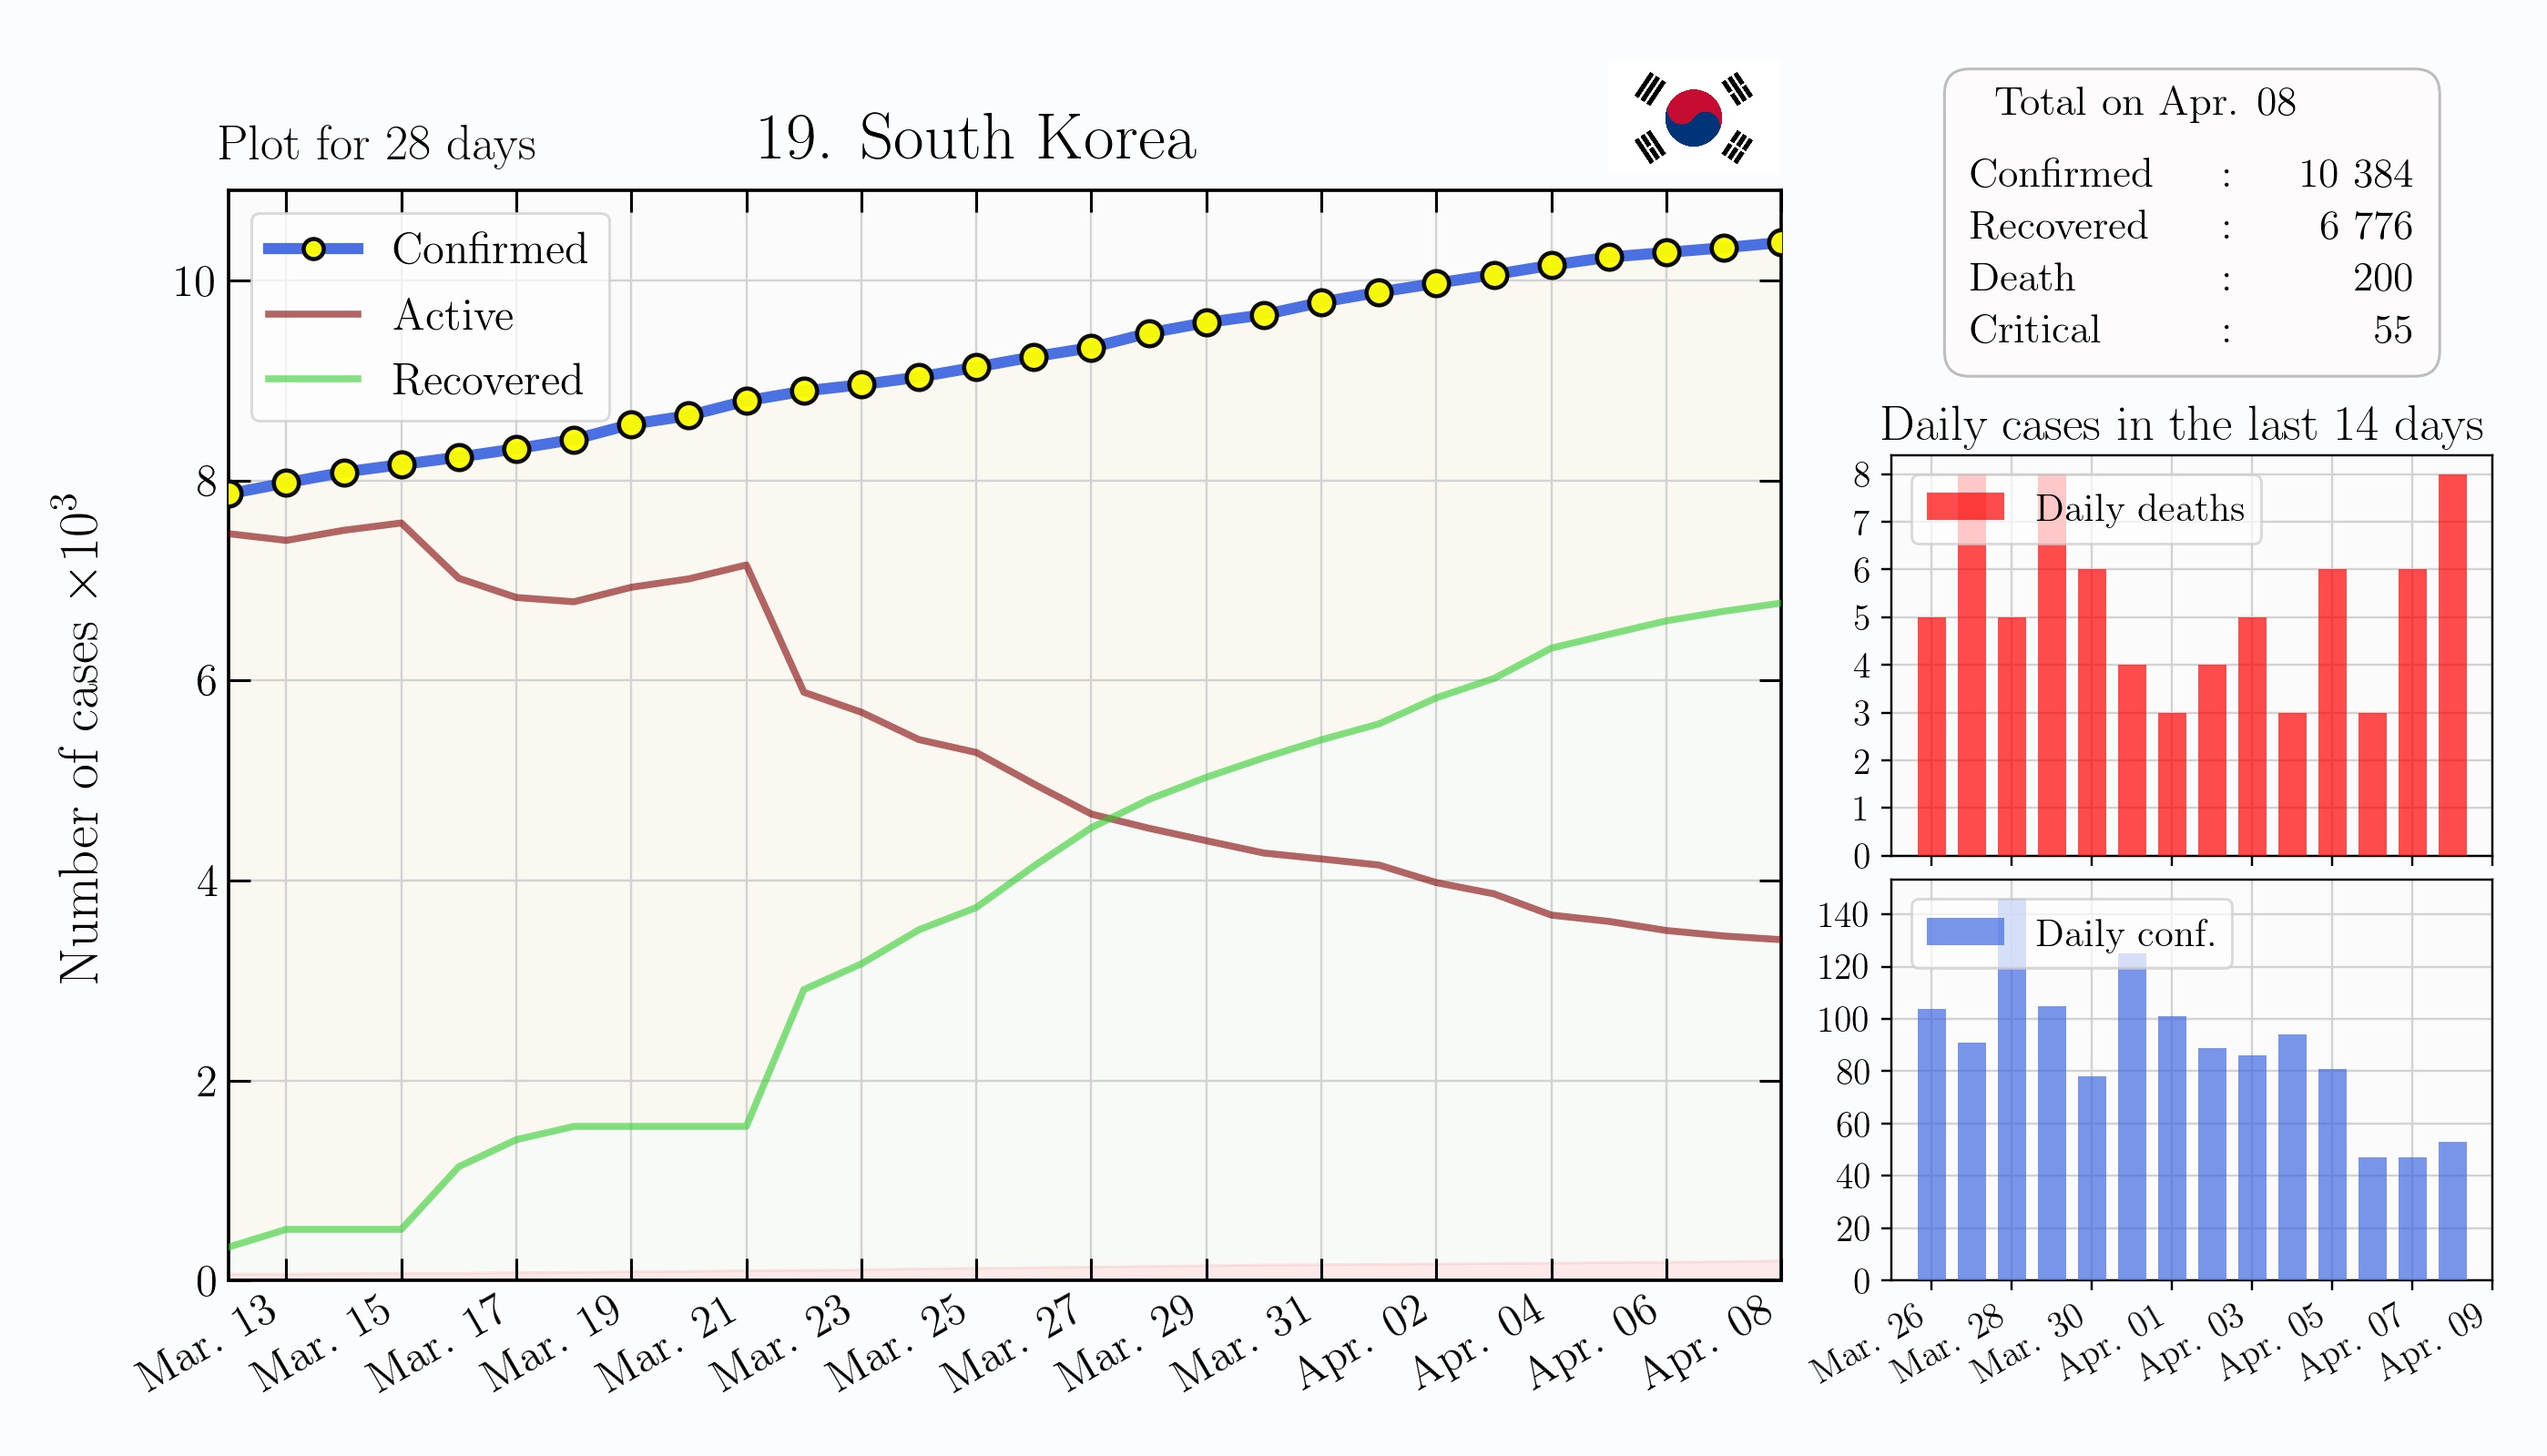 Plot for 28 days
19. South Korea
Number of cases ×10³
10
8
6
4
2
0
Confirmed
Active
Recovered
Mar. 13
Mar. 15
Mar. 17
Mar. 19
Mar. 21
Mar. 23
Mar. 25
Mar. 27
Mar. 29
Mar. 31
Apr. 02
Apr. 04
Apr. 06
Apr. 08
Total on Apr. 08
Confirmed : 10 384
Recovered : 6 776
Death : 200
Critical : 55
Daily cases in the last 14 days
8
7
6
5
4
3
2
1
0
Daily deaths
140
120
100
80
60
40
20
0
Daily conf.
Mar. 26
Mar. 28
Mar. 30
Apr. 01
Apr. 03
Apr. 05
Apr. 07
Apr. 09